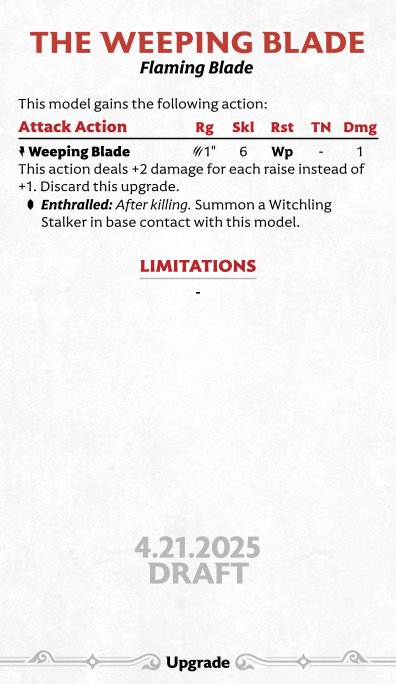 THE WEEPING BLADE
Flaming Blade
This model gains the following action:
Attack Action Rg Skl Rst TN Dmg
Weeping Blade 1" 6 Wp - 1
This action deals +2 damage for each raise instead of
+1. Discard this upgrade.
Enthralled: After killing. Summon a Witchling
Stalker in base contact with this model.
LIMITATIONS
-
4.21.2025
DRAFT
Upgrade